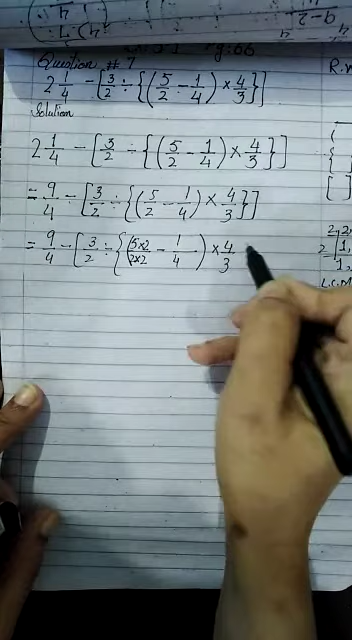 Pg:66
Question # 7
2 1/4 - [3/2 ÷ {(5/2 - 1/4) × 4/3}]
Solution
2 1/4 - [3/2 ÷ {(5/2 - 1/4) × 4/3}]
= 9/4 - [3/2 ÷ {(5/2 - 1/4) × 4/3}]
= 9/4 - [3/2 ÷ {(5×2/2×2 - 1/4) × 4/3